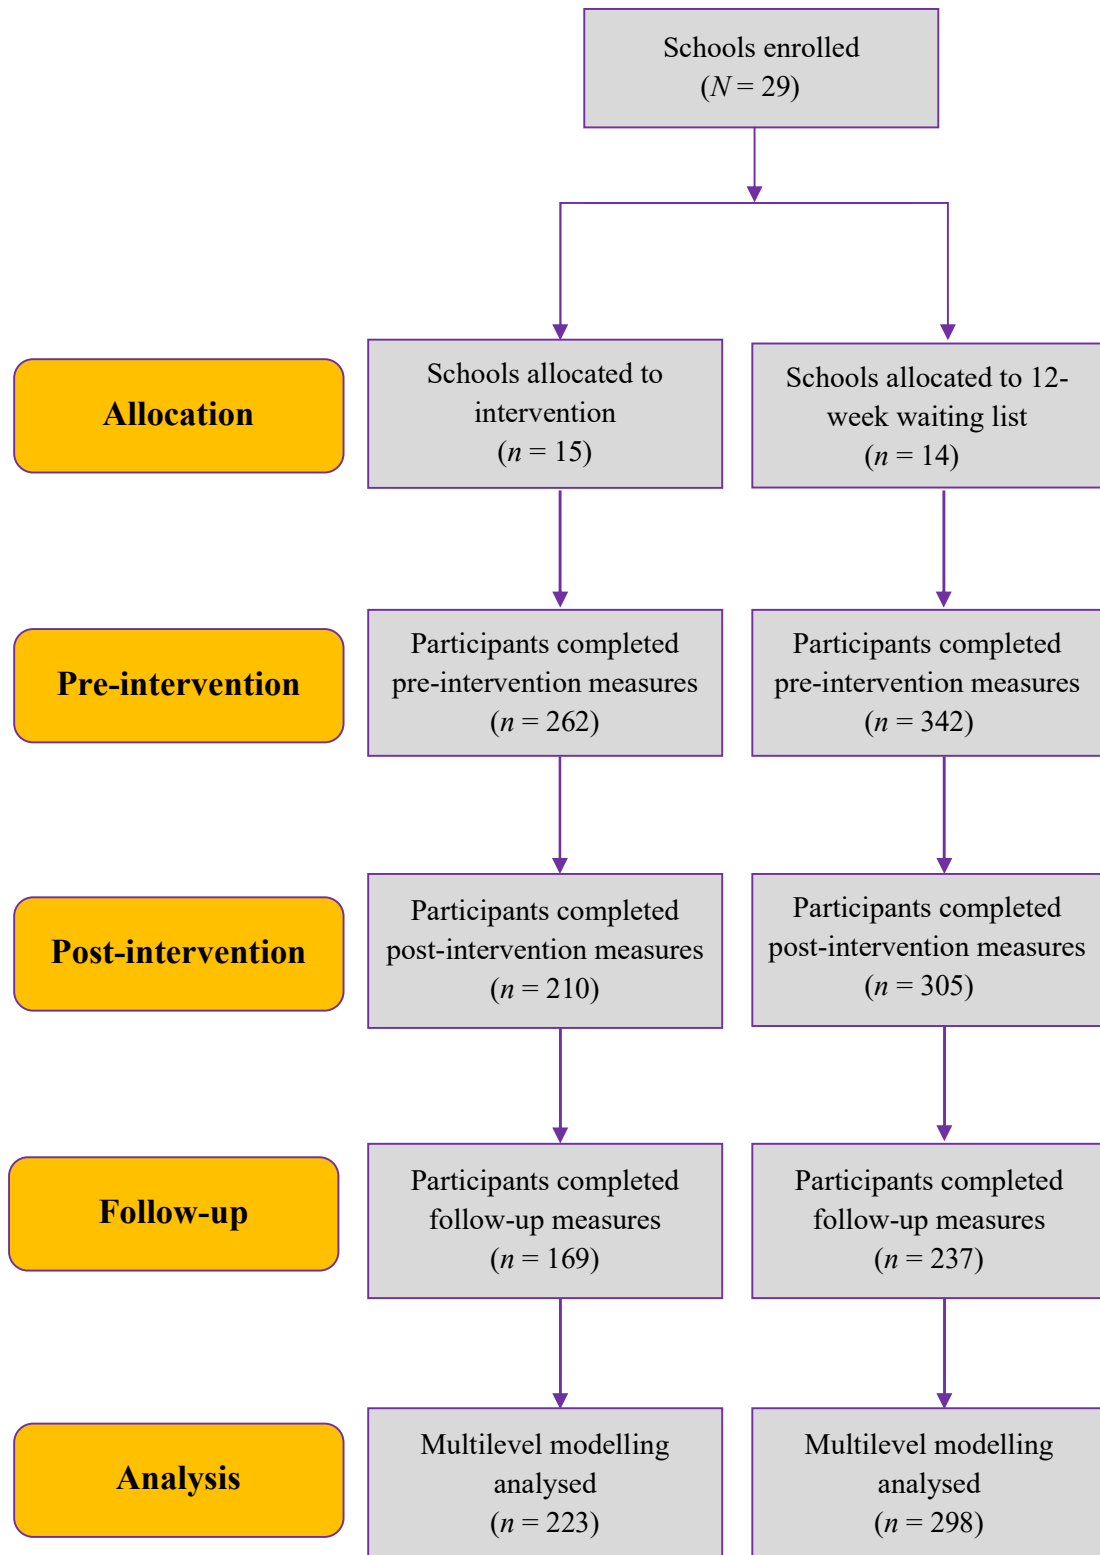 Schools enrolled
(N = 29)
Allocation
Schools allocated to
intervention
(n = 15)
Schools allocated to 12-
week waiting list
(n = 14)
Pre-intervention
Participants completed
pre-intervention measures
(n = 262)
Participants completed
pre-intervention measures
(n = 342)
Post-intervention
Participants completed
post-intervention measures
(n = 210)
Participants completed
post-intervention measures
(n = 305)
Follow-up
Participants completed
follow-up measures
(n = 169)
Participants completed
follow-up measures
(n = 237)
Analysis
Multilevel modelling
analysed
(n = 223)
Multilevel modelling
analysed
(n = 298)